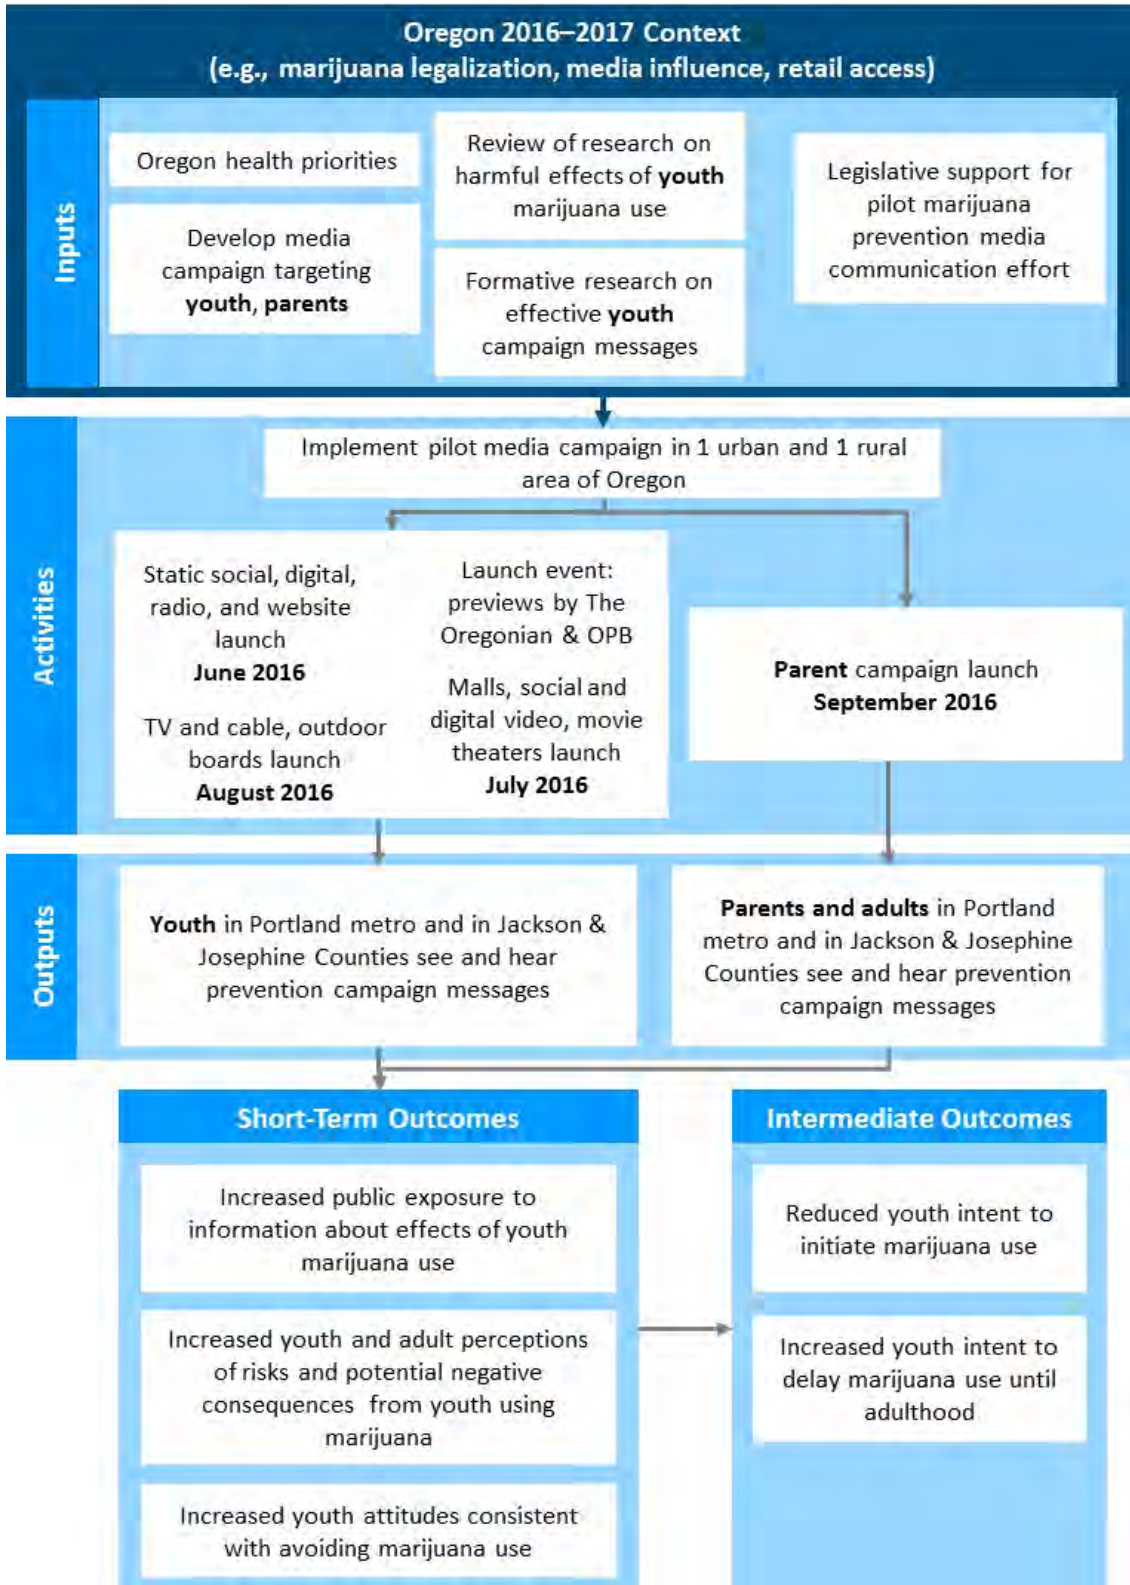 Oregon 2016–2017 Context
(e.g., marijuana legalization, media influence, retail access)
Inputs
Oregon health priorities
Develop media
campaign targeting
youth, parents
Review of research on
harmful effects of youth
marijuana use
Formative research on
effective youth
campaign messages
Legislative support for
pilot marijuana
prevention media
communication effort
Activities
Implement pilot media campaign in 1 urban and 1 rural
area of Oregon
Static social, digital,
radio, and website
launch
June 2016
TV and cable, outdoor
boards launch
August 2016
Launch event:
previews by The
Oregonian & OPB
Malls, social and
digital video, movie
theaters launch
July 2016
Parent campaign launch
September 2016
Outputs
Youth in Portland metro and in Jackson &
Josephine Counties see and hear
prevention campaign messages
Parents and adults in Portland
metro and in Jackson & Josephine
Counties see and hear prevention
campaign messages
Short-Term Outcomes
Increased public exposure to
information about effects of youth
marijuana use
Increased youth and adult perceptions
of risks and potential negative
consequences from youth using
marijuana
Increased youth attitudes consistent
with avoiding marijuana use
Intermediate Outcomes
Reduced youth intent to
initiate marijuana use
Increased youth intent to
delay marijuana use until
adulthood